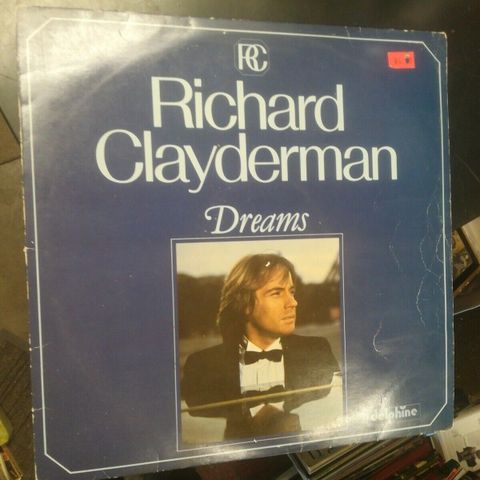 RC
Richard
Clayderman
Dreams
delphine